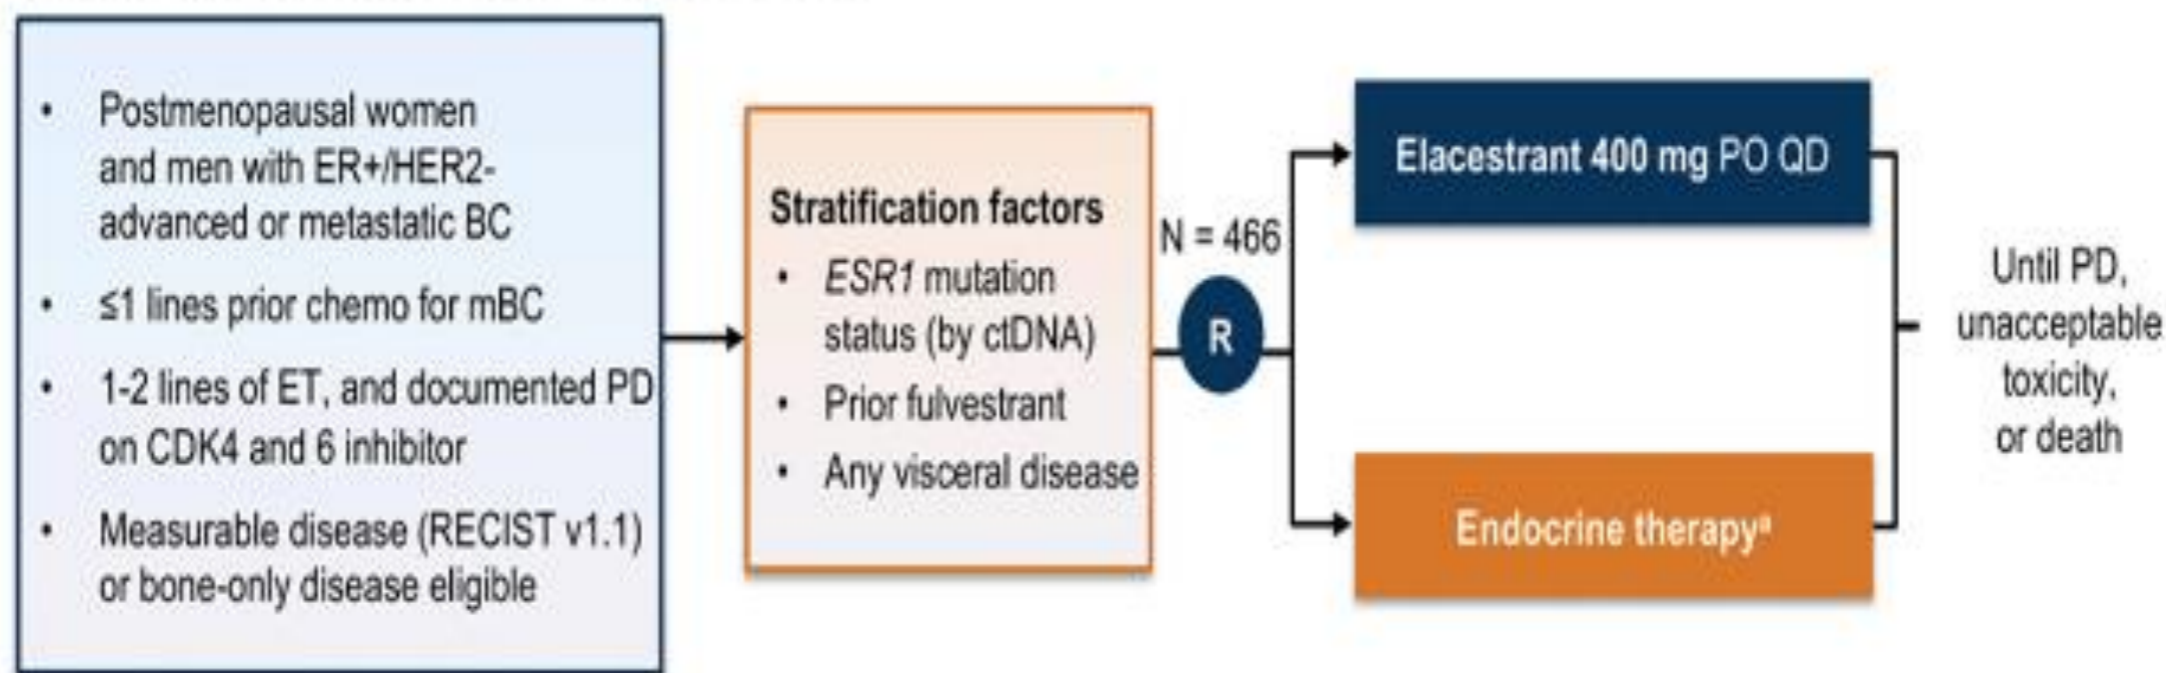 • Postmenopausal women
and men with ER+/HER2-
advanced or metastatic BC
• ≤1 lines prior chemo for mBC
• 1-2 lines of ET, and documented PD
on CDK4 and 6 inhibitor
• Measurable disease (RECIST v1.1)
or bone-only disease eligible
Stratification factors
• ESR1 mutation
status (by ctDNA)
• Prior fulvestrant
• Any visceral disease
N = 466
R
Elacestrant 400 mg PO QD
Endocrine therapyª
Until PD,
unacceptable
toxicity,
or death